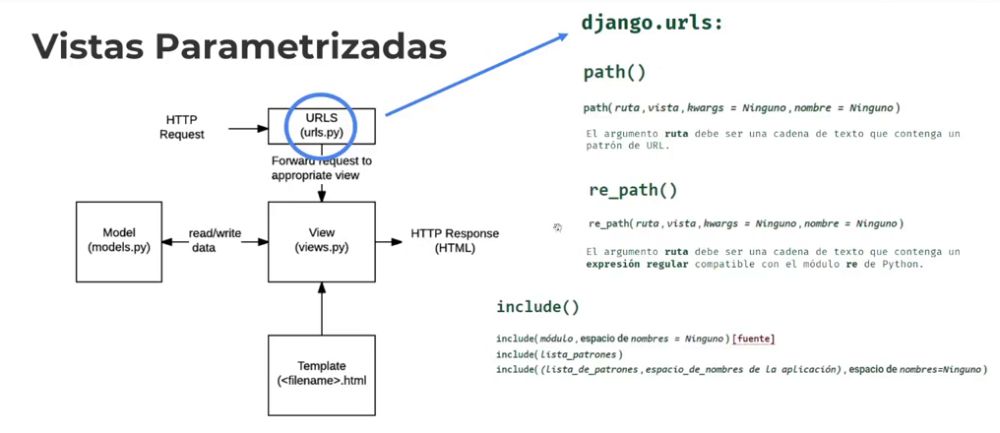 Vistas Parametrizadas
HTTP
Request
URLS
(urls.py)
Forward request to
appropriate view
Model
(models.py)
read/write
data
View
(views.py)
HTTP Response
(HTML)
Template
(<filename>.html
django.urls:
path()
path( ruta , vista , kwargs = Ninguno , nombre = Ninguno )
El argumento ruta debe ser una cadena de texto que contenga un
patrón de URL.
re_path()
re_path( ruta , vista , kwargs = Ninguno , nombre = Ninguno )
El argumento ruta debe ser una cadena de texto que contenga un
expresión regular compatible con el módulo re de Python.
include()
include( módulo , espacio de nombres = Ninguno ) [fuente]
include( lista_patrones )
include( (lista_de_patrones , espacio_de_nombres de la aplicación) , espacio de nombres=Ninguno )